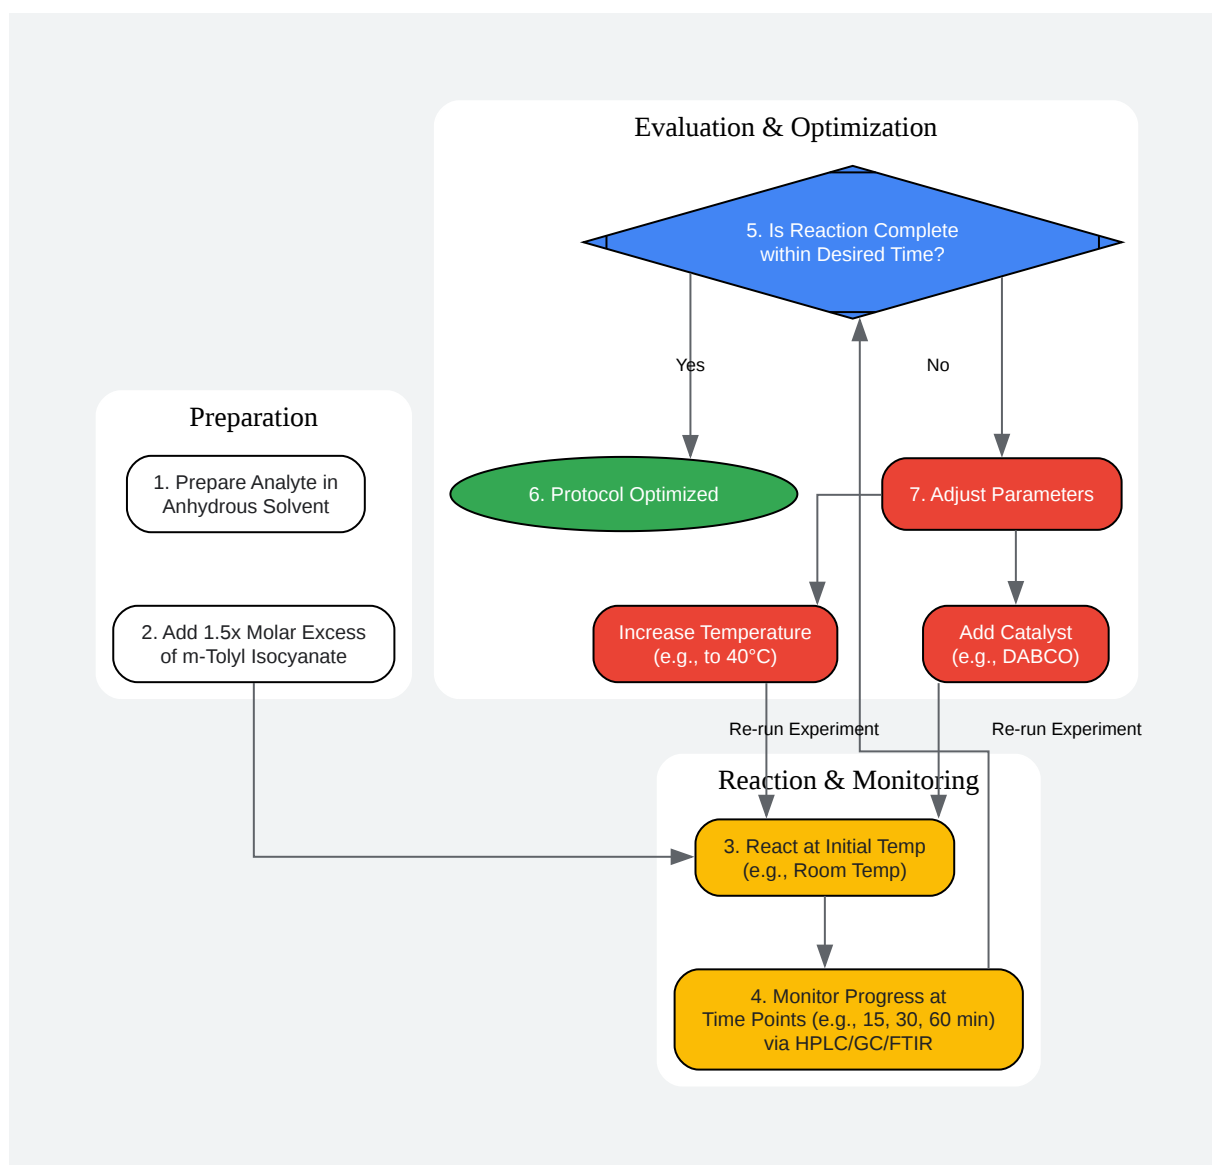 Evaluation & Optimization
5. Is Reaction Complete
within Desired Time?
Yes
No
Preparation
1. Prepare Analyte in
Anhydrous Solvent
6. Protocol Optimized
7. Adjust Parameters
2. Add 1.5x Molar Excess
of m-Tolyl Isocyanate
Increase Temperature
(e.g., to 40°C)
Add Catalyst
(e.g., DABCO)
Re-run Experiment
Re-run Experiment
Reaction & Monitoring
3. React at Initial Temp
(e.g., Room Temp)
4. Monitor Progress at
Time Points (e.g., 15, 30, 60 min)
via HPLC/GC/FTIR